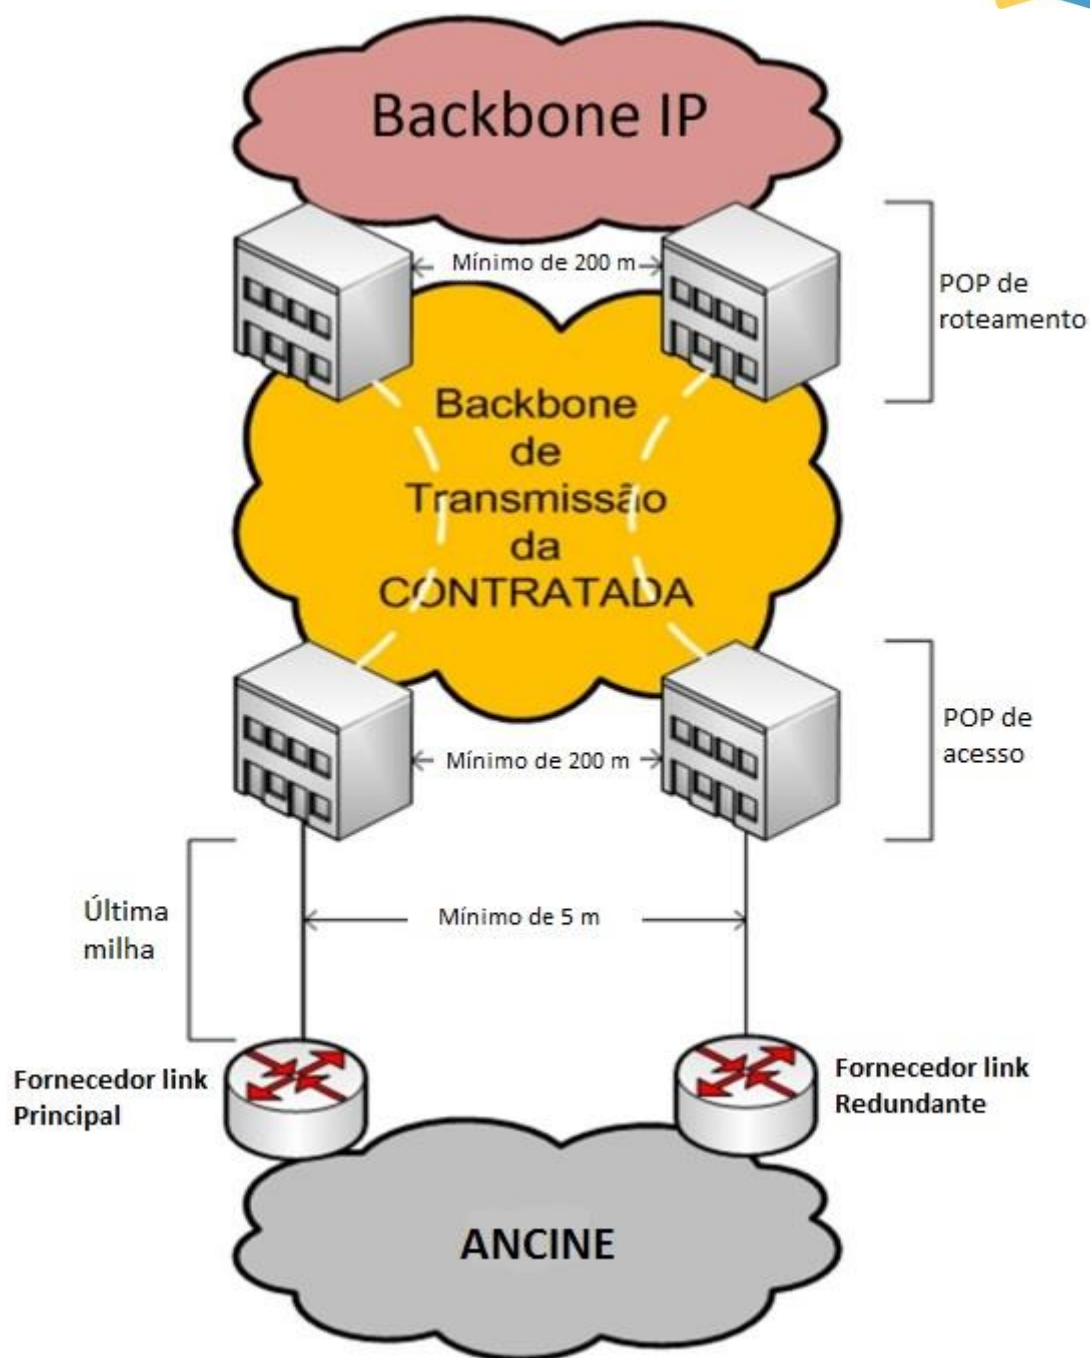 Backbone IP
Mínimo de 200 m
POP de
roteamento
Backbone
de
Transmissão
da
CONTRATADA
POP de
acesso
Mínimo de 200 m
Última
milha
Mínimo de 5 m
Fornecedor link
Principal
Fornecedor link
Redundante
ANCINE